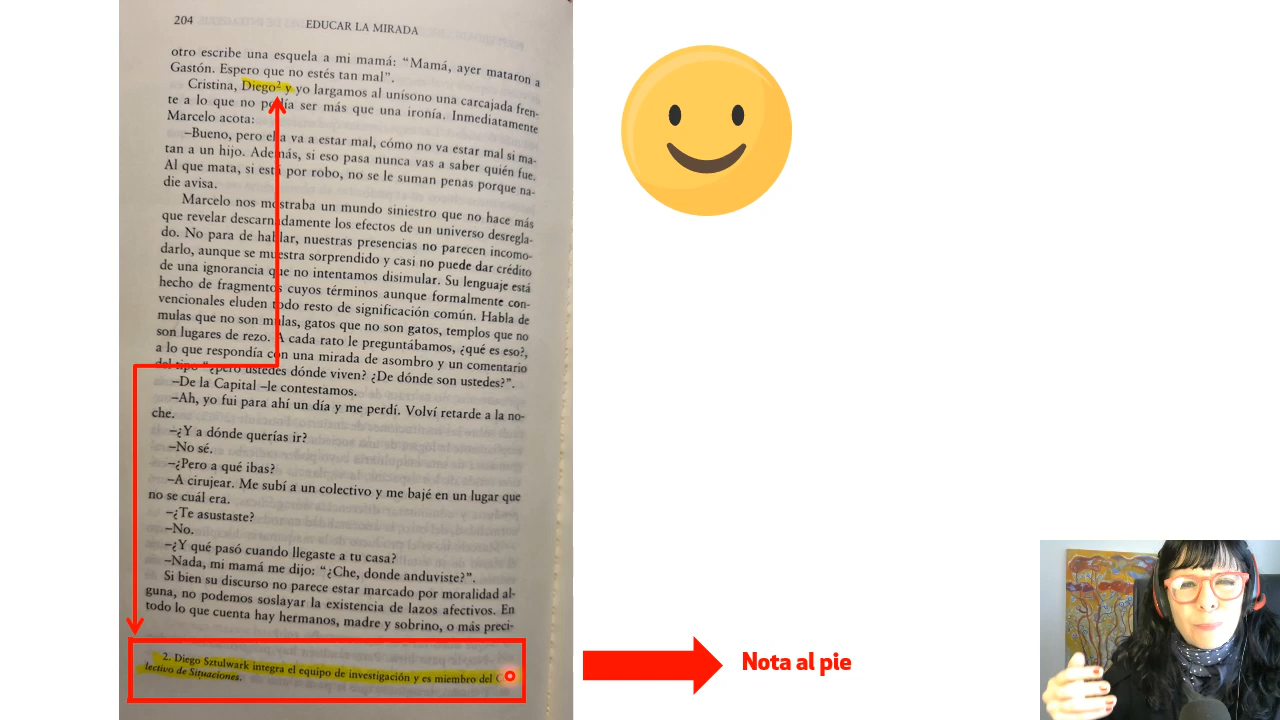 204
EDUCAR LA MIRADA
otro escribe una esquela a mi mamá: “Mamá, ayer mataron a
Gastón. Espero que no estés tan mal”.
Cristina, Diego² y yo largamos al unísono una carcajada fren-
te a lo que no podía ser más que una ironía. Inmediatamente
Marcelo acota:
–Bueno, pero ella va a estar mal, cómo no va estar mal si ma-
tan a un hijo. Además, si eso pasa nunca vas a saber quién fue.
Al que mata, si está por robo, no se le suman penas porque na-
die avisa.
Marcelo nos mostraba un mundo siniestro que no hace más
que revelar descarnadamente los efectos de un universo desregla-
do. No para de hablar, nuestras presencias no parecen incomo-
darlo, aunque se muestra sorprendido y casi no puede dar crédito
de una ignorancia que no intentamos disimular. Su lenguaje está
hecho de fragmentos cuyos términos aunque formalmente con-
vencionales eluden todo resto de significación común. Habla de
mulas que no son mulas, gatos que no son gatos, templos que no
son lugares de rezo. A cada rato le preguntábamos, ¿qué es eso?,
a lo que respondía con una mirada de asombro y un comentario
del tipo “¿pero ustedes dónde viven? ¿De dónde son ustedes?”.
–De la Capital –le contestamos.
–Ah, yo fui para ahí un día y me perdí. Volví retarde a la no-
che.
–¿Y a dónde querías ir?
–No sé.
–¿Pero a qué ibas?
–A cirujear. Me subí a un colectivo y me bajé en un lugar que
no se cuál era.
–¿Te asustaste?
–No.
–¿Y qué pasó cuando llegaste a tu casa?
–Nada, mi mamá me dijo: “¿Che, donde anduviste?”.
Si bien su discurso no parece estar marcado por moralidad al-
guna, no podemos soslayar la existencia de lazos afectivos. En
todo lo que cuenta hay hermanos, madre y sobrino, o más preci-
2. Diego Sztulwark integra el equipo de investigación y es miembro del
lectivo de Situaciones.
Nota al pie